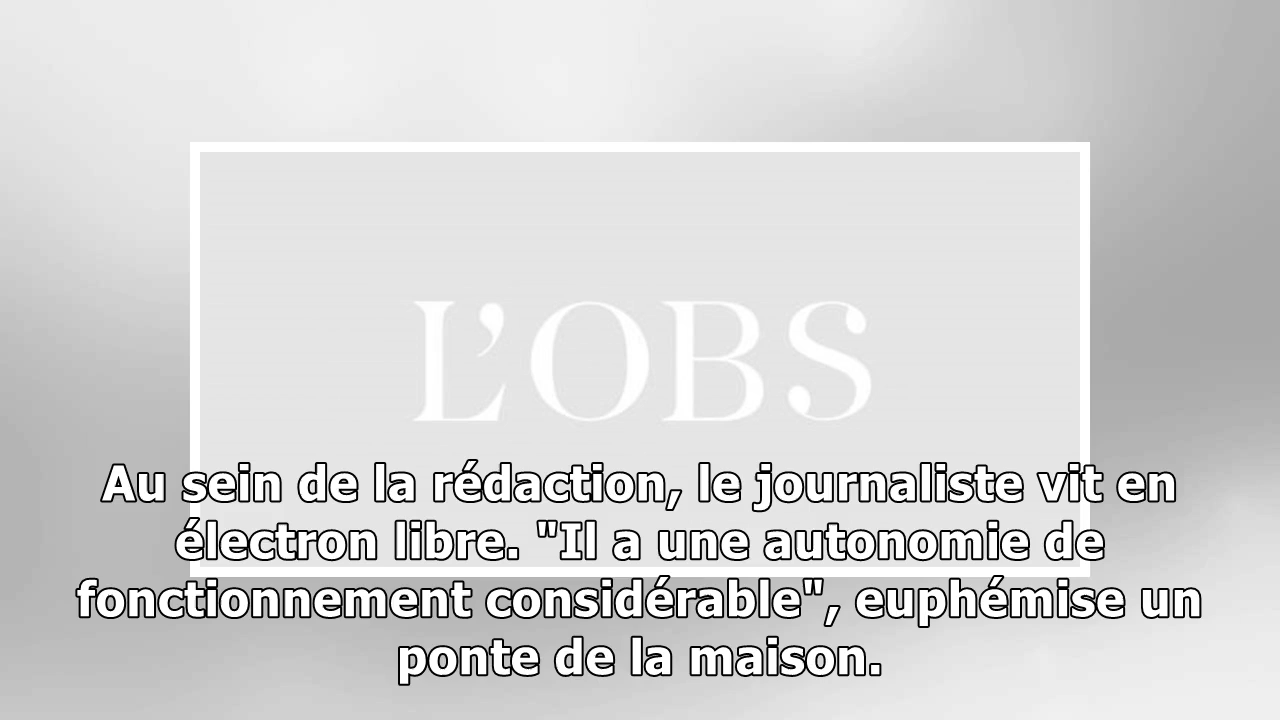 L'OBS
Au sein de la rédaction, le journaliste vit en
électron libre. "Il a une autonomie de
fonctionnement considérable", euphémise un
ponte de la maison.